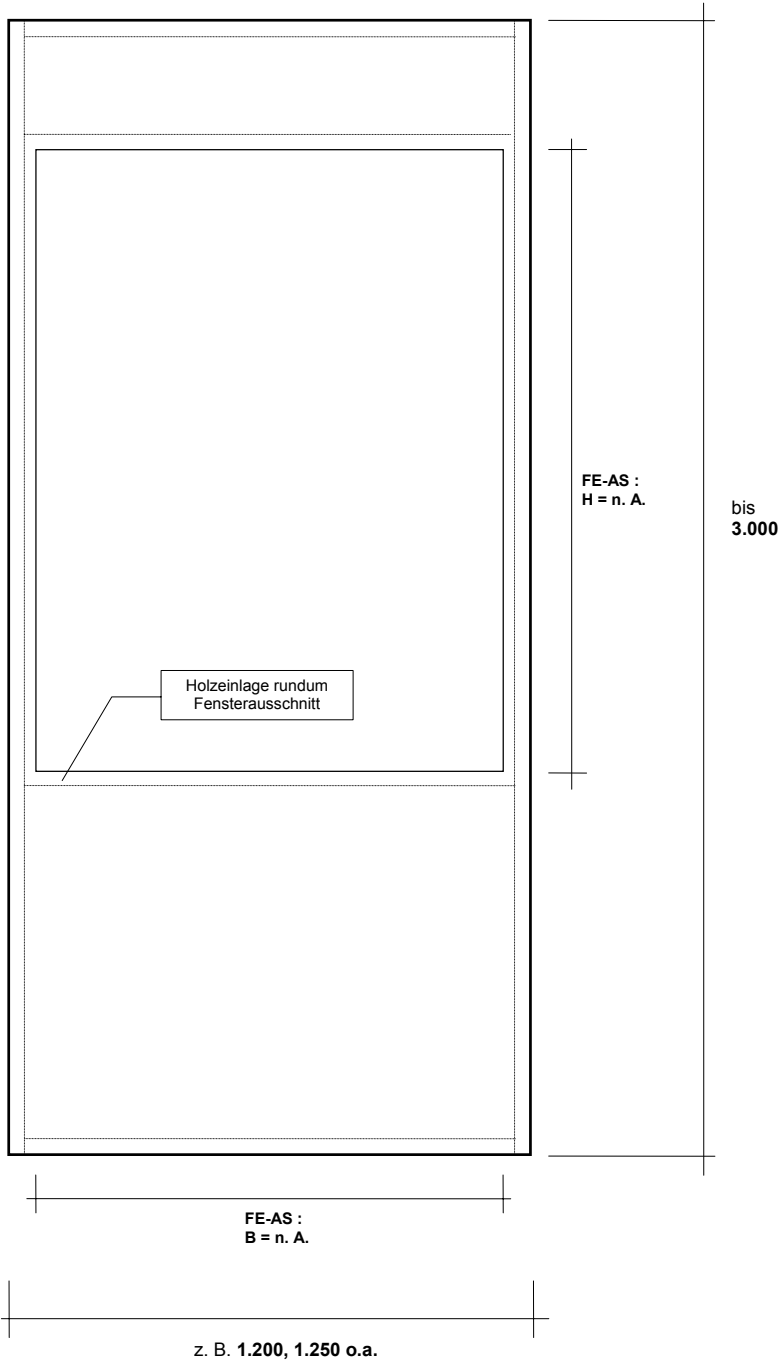 FE-AS :
H = n. A.
bis
3.000
Holzeinlage rundum
Fensterausschnitt
FE-AS :
B = n. A.
z. B. 1.200, 1.250 o.a.